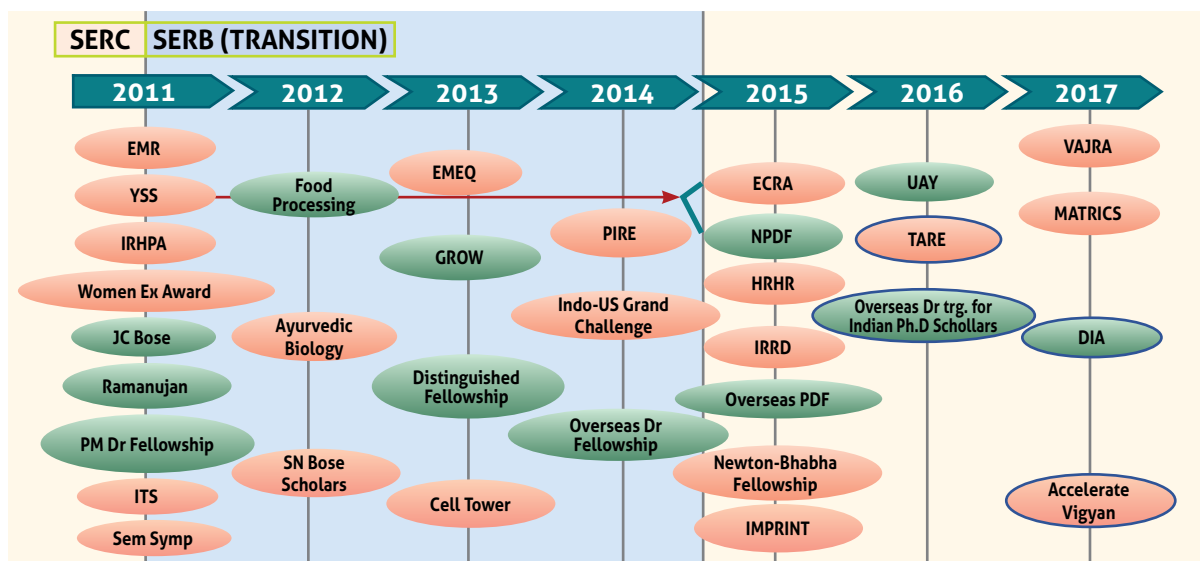 SERC SERB (TRANSITION)
2011 2012 2013 2014 2015 2016 2017
EMR
YSS
IRHPA
Women Ex Award
JC Bose
Ramanujan
PM Dr Fellowship
ITS
Sem Symp
Food
Processing
Ayurvedic
Biology
SN Bose
Scholars
EMEQ
GROW
Distinguished
Fellowship
Cell Tower
PIRE
Indo-US Grand
Challenge
Overseas Dr
Fellowship
ECRA
NPDF
HRHR
IRRD
Overseas PDF
Newton-Bhabha
Fellowship
IMPRINT
UAY
TARE
Overseas Dr trg. for
Indian Ph.D Schollars
VAJRA
MATRICS
DIA
Accelerate
Vigyan